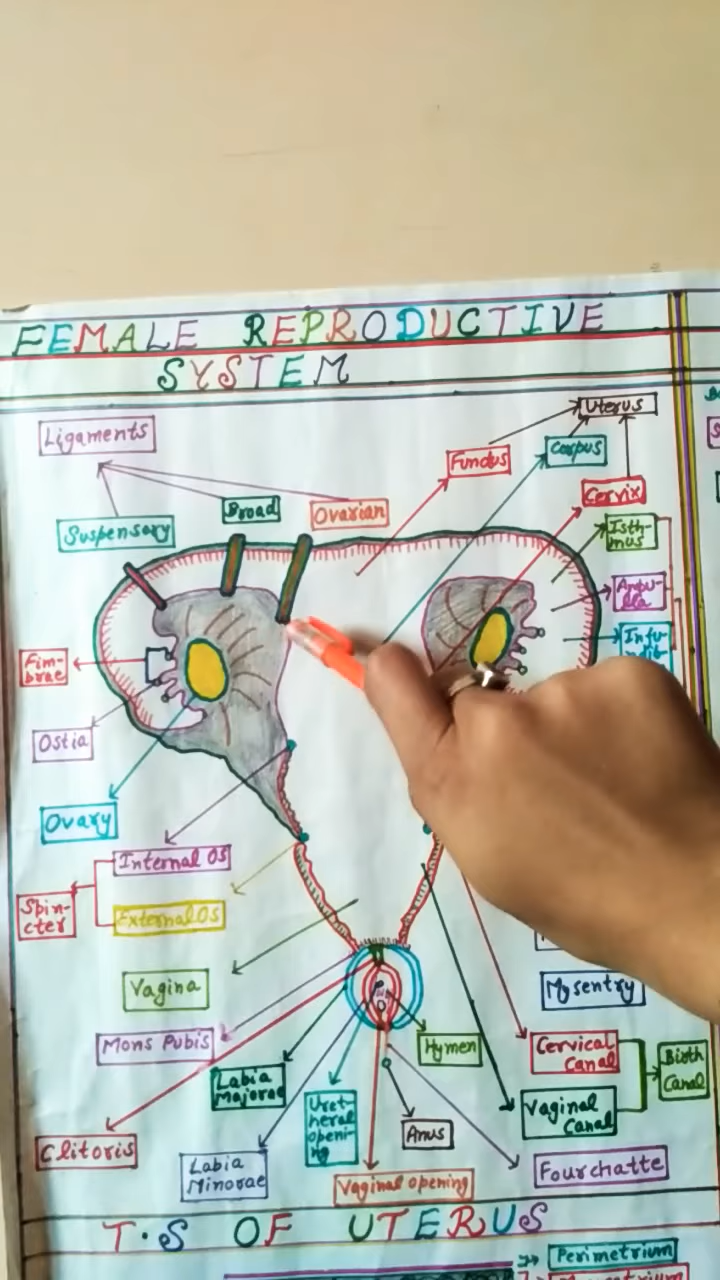 FEMALE REPRODUCTIVE
SYSTEM
Ligaments
Uterus
Fundus
Corpus
Suspensory
Broad
Ovarian
Cervix
Isth-
mus
Ampu-
lla
Infu-
ndib-
Fim-
brae
Ostia
Ovary
Internal OS
Spin-
cter
External OS
Vagina
Mysentry
Mons Pubis
Hymen
Cervical
Canal
Birth
Canal
Labia
Majorae
Uret-
heral
openi-
ng
Vaginal
Canal
Anus
Clitoris
Labia
Minorae
Fourchatte
Vaginal opening
T.S OF UTERUS
Perimetrium